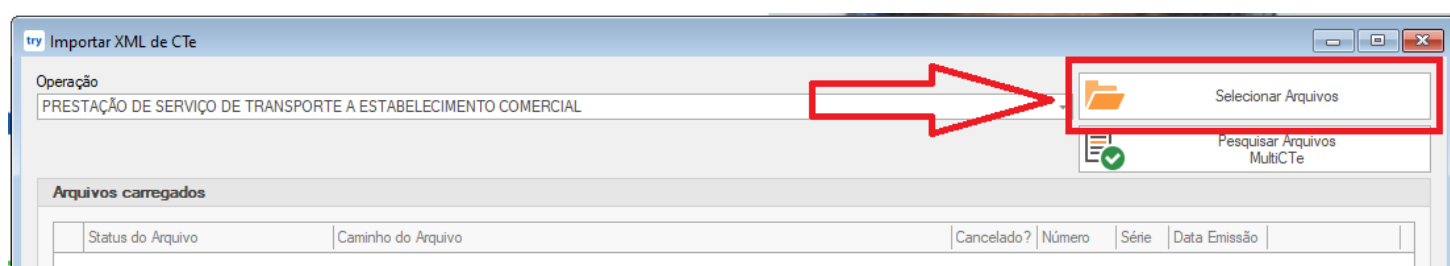 try Importar XML de CTe
Operação
PRESTAÇÃO DE SERVIÇO DE TRANSPORTE A ESTABELECIMENTO COMERCIAL
Selecionar Arquivos
Pesquisar Arquivos
MultiCTe
Arquivos carregados
Status do Arquivo Caminho do Arquivo Cancelado? Número Série Data Emissão